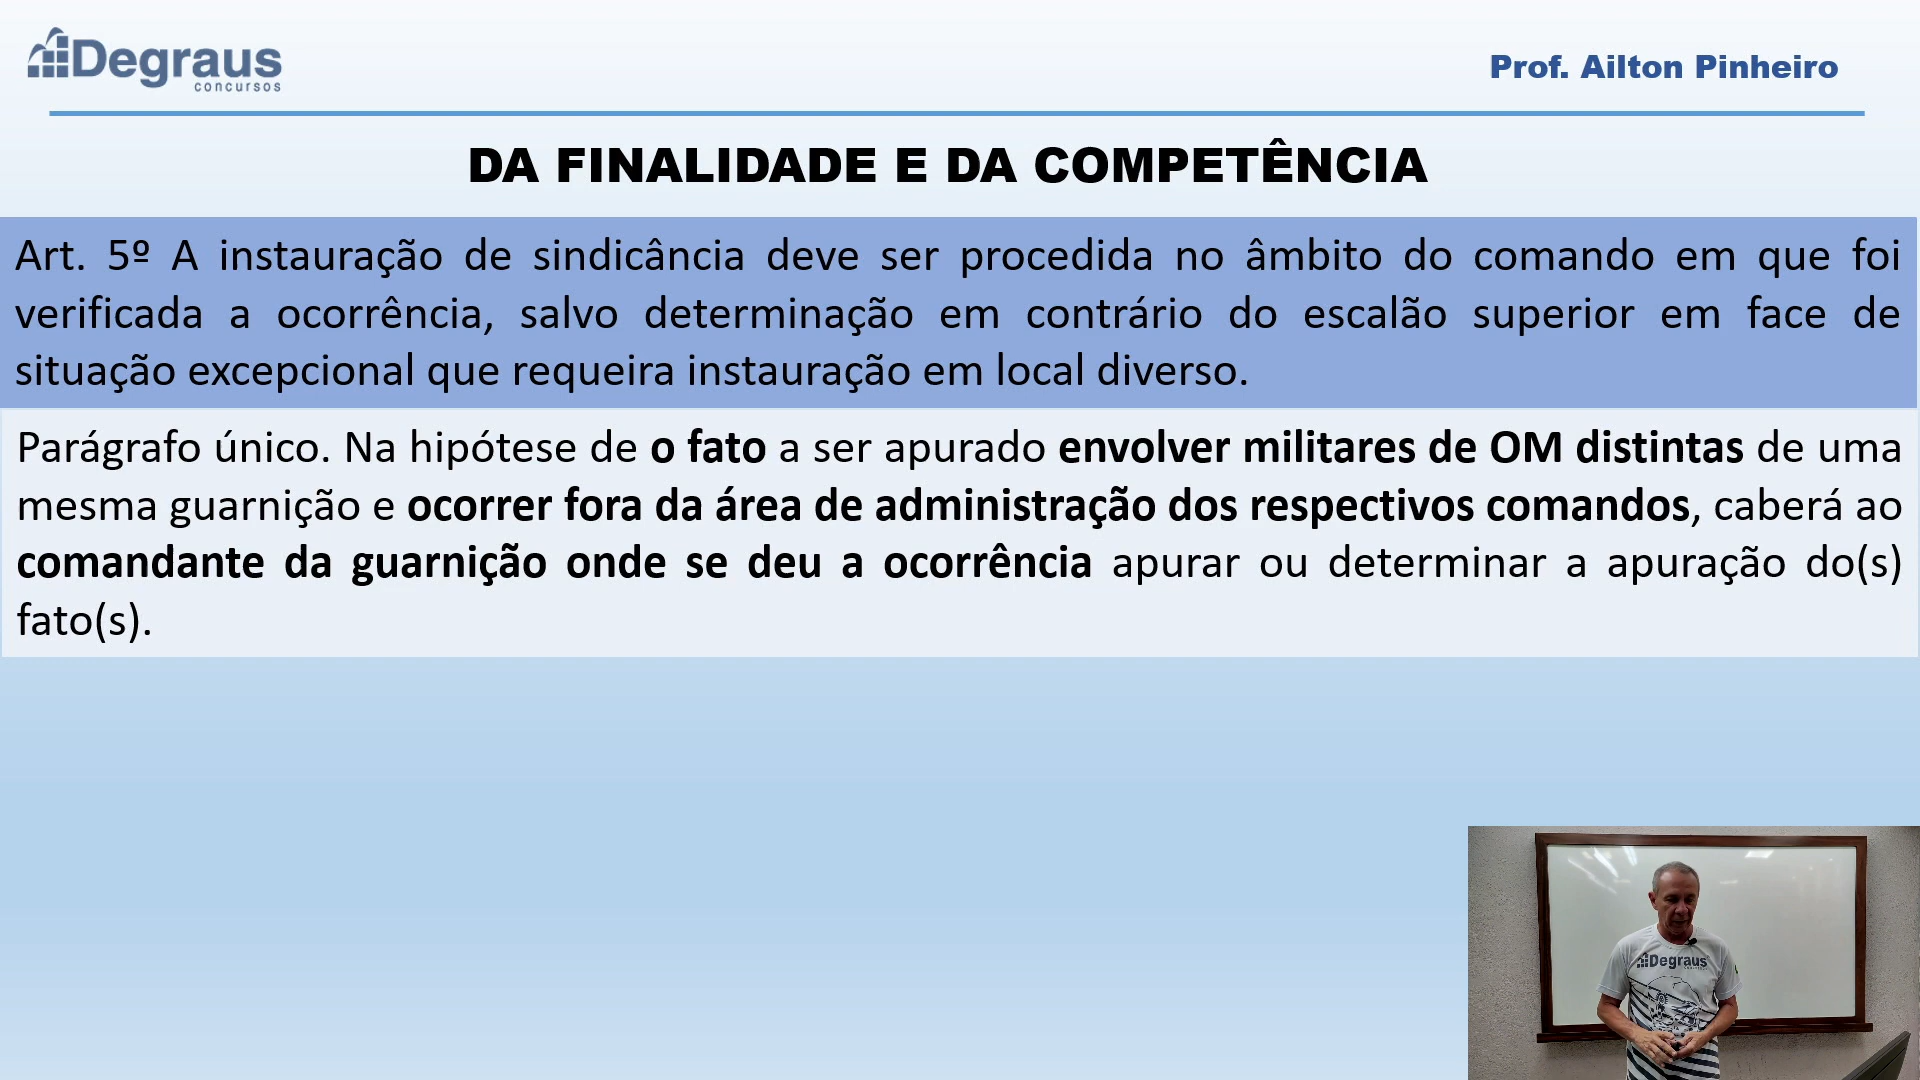 Degraus
concursos
Prof. Ailton Pinheiro
DA FINALIDADE E DA COMPETÊNCIA
Art. 5º A instauração de sindicância deve ser procedida no âmbito do comando em que foi
verificada a ocorrência, salvo determinação em contrário do escalão superior em face de
situação excepcional que requeira instauração em local diverso.
Parágrafo único. Na hipótese de o fato a ser apurado envolver militares de OM distintas de uma
mesma guarnição e ocorrer fora da área de administração dos respectivos comandos, caberá ao
comandante da guarnição onde se deu a ocorrência apurar ou determinar a apuração do(s)
fato(s).
Degraus